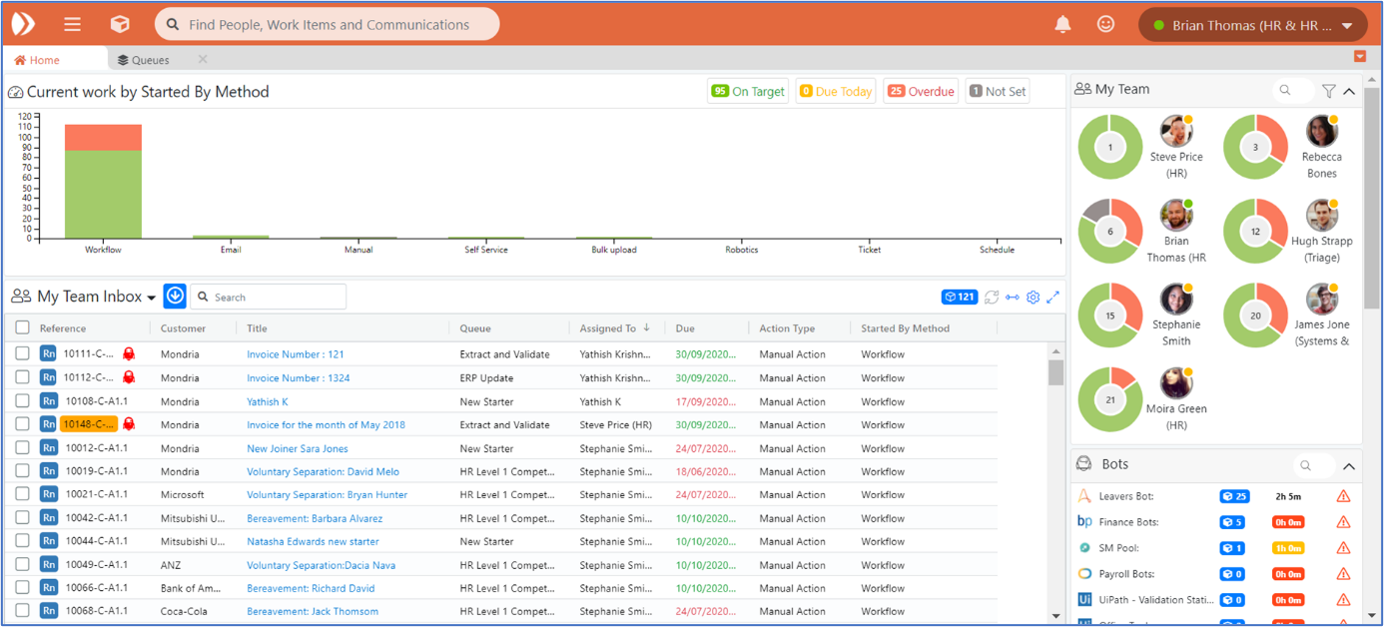 Find People, Work Items and Communications
Brian Thomas (HR & HR ...
Home
Queues
Current work by Started By Method
95 On Target
0 Due Today
25 Overdue
1 Not Set
120
110
100
90
80
70
60
50
40
30
20
10
0
Workflow Email Manual Self Service Bulk upload Robotics Ticket Schedule
My Team Inbox
Search
121
Reference Customer Title Queue Assigned To Due Action Type Started By Method
Rn 10111-C-... Mondria Invoice Number : 121 Extract and Validate Yathish Krishn... 30/09/2020... Manual Action Workflow
Rn 10112-C-... Mondria Invoice Number : 1324 ERP Update Yathish Krishn... 30/09/2020... Manual Action Workflow
Rn 10108-C-A1.1 Mondria Yathish K New Starter Yathish K 17/09/2020... Manual Action Workflow
Rn 10148-C-... Mondria Invoice for the month of May 2018 Extract and Validate Steve Price (HR) 30/09/2020... Manual Action Workflow
Rn 10012-C-A1.1 Mondria New Joiner Sara Jones New Starter Stephanie Smi... 24/07/2020... Manual Action Workflow
Rn 10019-C-A1.1 Mondria Voluntary Separation: David Melo HR Level 1 Compet... Stephanie Smi... 18/06/2020... Manual Action Workflow
Rn 10021-C-A1.1 Microsoft Voluntary Separation: Bryan Hunter HR Level 1 Compet... Stephanie Smi... 24/07/2020... Manual Action Workflow
Rn 10042-C-A1.1 Mitsubishi U... Bereavement: Barbara Alvarez HR Level 1 Compet... Stephanie Smi... 10/10/2020... Manual Action Workflow
Rn 10044-C-A1.1 Mitsubishi U... Natasha Edwards new starter New Starter Stephanie Smi... 10/10/2020... Manual Action Workflow
Rn 10049-C-A1.1 ANZ Voluntary Separation:Dacia Nava HR Level 1 Compet... Stephanie Smi... 10/10/2020... Manual Action Workflow
Rn 10066-C-A1.1 Bank of Am... Bereavement: Richard David HR Level 1 Compet... Stephanie Smi... 10/10/2020... Manual Action Workflow
Rn 10068-C-A1.1 Coca-Cola Bereavement: Jack Thomsom HR Level 1 Compet... Stephanie Smi... 24/07/2020... Manual Action Workflow
My Team
1 Steve Price
(HR)
3 Rebecca
Bones
6 Brian
Thomas (HR
12 Hugh Strapp
(Triage)
15 Stephanie
Smith
20 James Jone
(Systems &
21 Moira Green
(HR)
Bots
Leavers Bot: 25 2h 5m
bp Finance Bots: 5 0h 0m
SM Pool: 1 1h 0m
Payroll Bots: 0 0h 0m
Ui UiPath - Validation Stati... 0 0h 0m